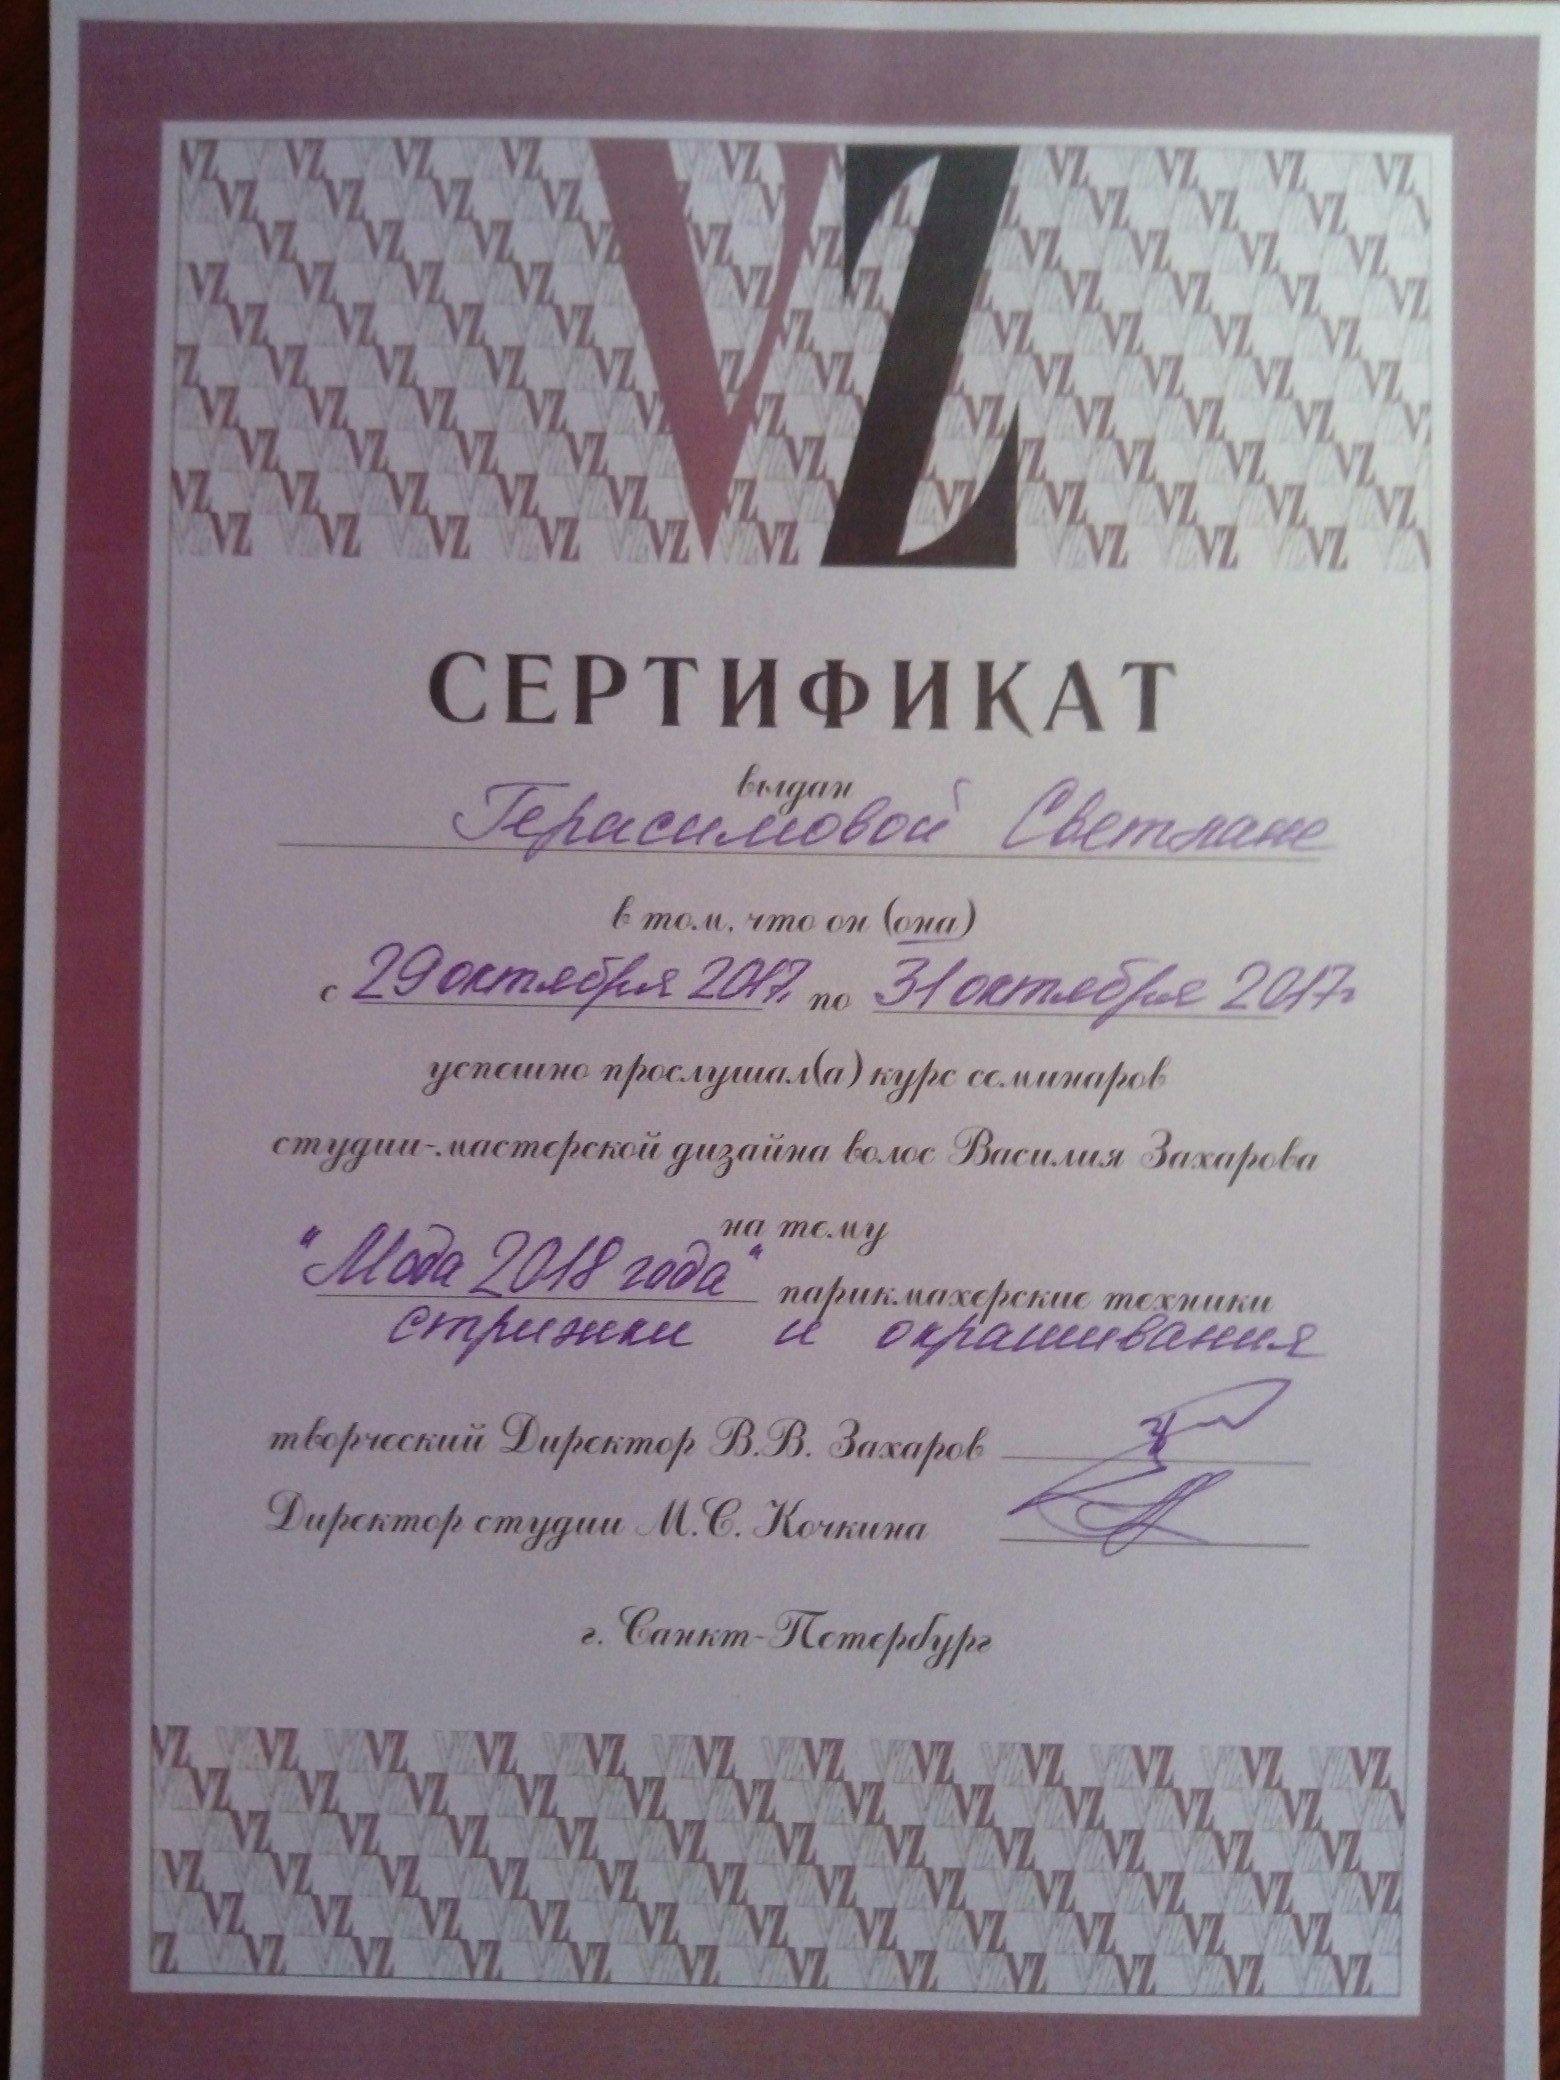 VZ
СЕРТИФИКАТ
выдан
Герасимовой Светлане
в том, что он (она)
с 29 октября 2017г. по 31 октября 2017г
успешно прослушал(а) курс семинаров
студии-мастерской дизайна волос Василия Захарова
на тему
"Мода 2018 года" парикмахерские техники
стрижки и окрашивания
творческий Директор В.В. Захаров
Директор студии М.С. Кочкина
г. Санкт-Петербург